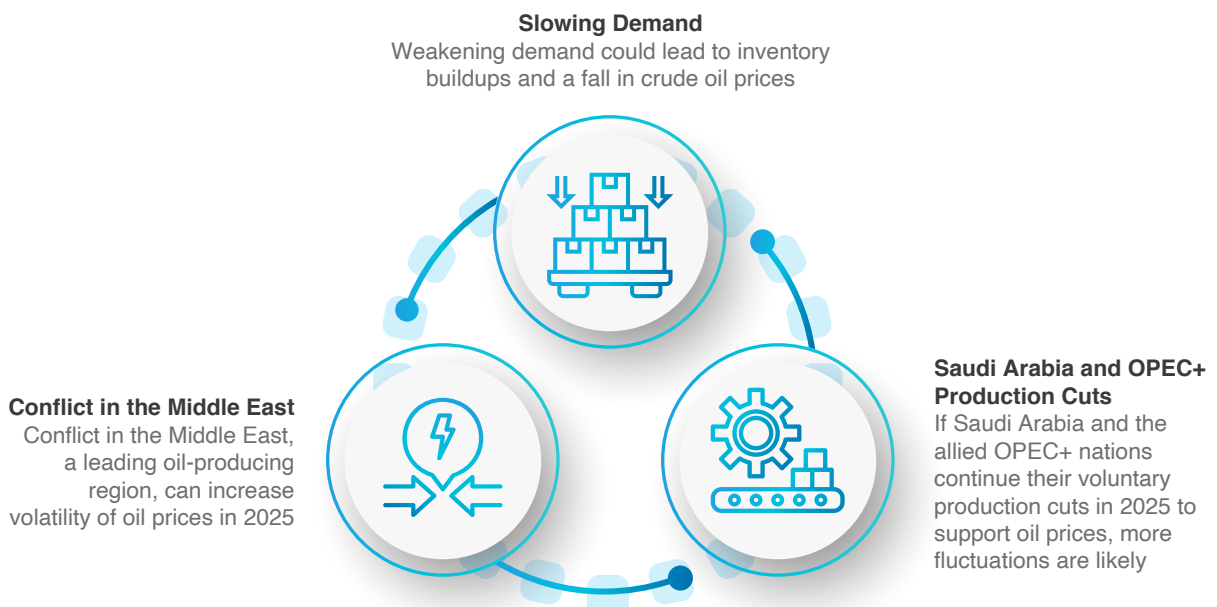 Slowing Demand
Weakening demand could lead to inventory
buildups and a fall in crude oil prices
Conflict in the Middle East
Conflict in the Middle East,
a leading oil-producing
region, can increase
volatility of oil prices in 2025
Saudi Arabia and OPEC+
Production Cuts
If Saudi Arabia and the
allied OPEC+ nations
continue their voluntary
production cuts in 2025 to
support oil prices, more
fluctuations are likely